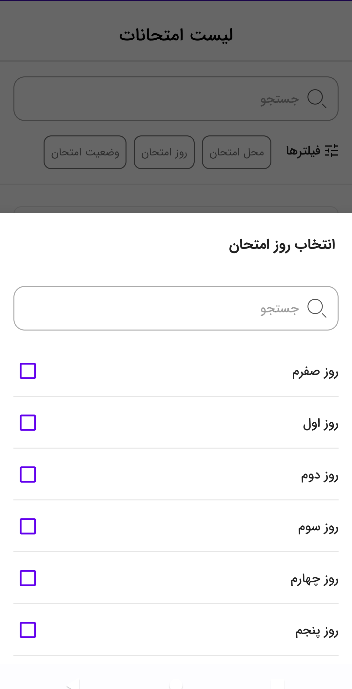 لیست امتحانات
جستجو
فیلترها محل امتحان روز امتحان وضعیت امتحان
انتخاب روز امتحان
جستجو
روز صفرم
روز اول
روز دوم
روز سوم
روز چهارم
روز پنجم